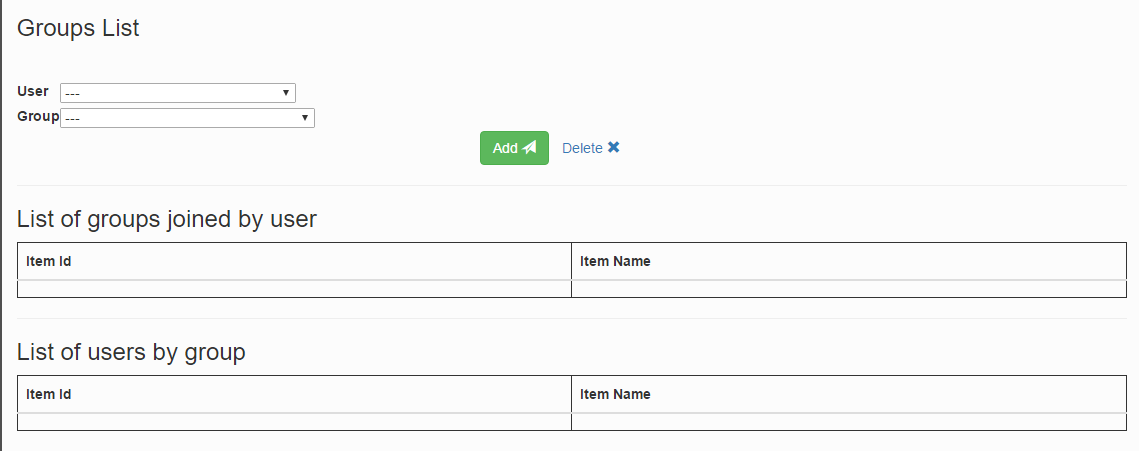 Groups List
User ---
Group ---
Add Delete
List of groups joined by user
Item Id Item Name
List of users by group
Item Id Item Name